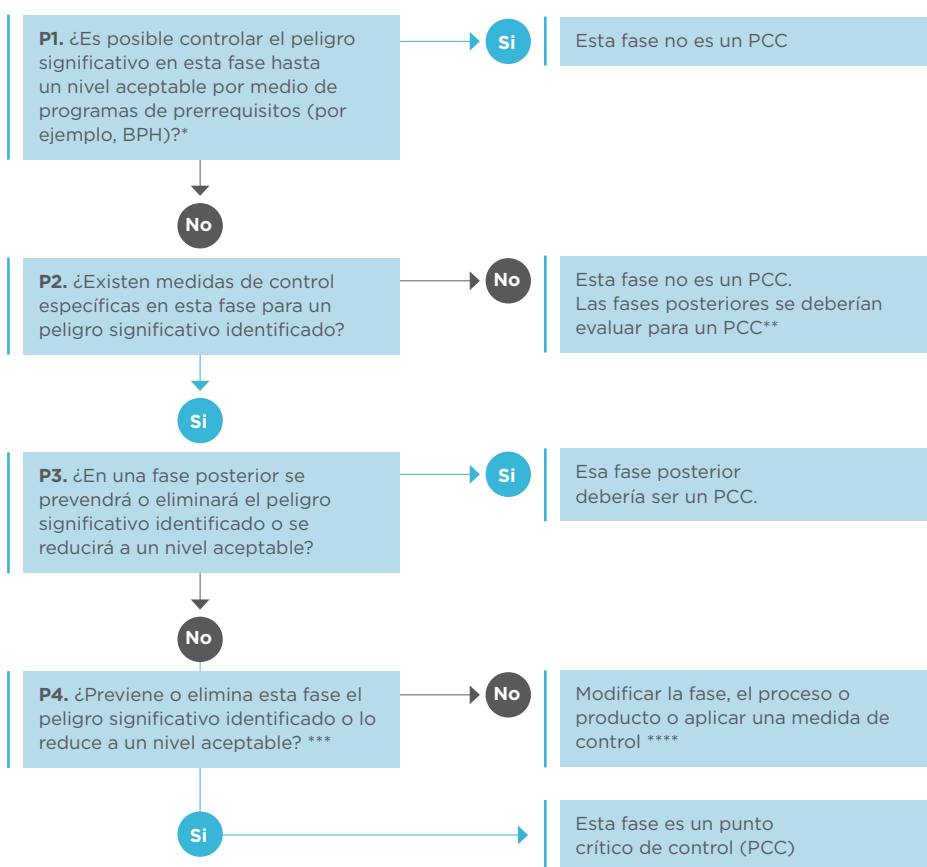 P1. ¿Es posible controlar el peligro
significativo en esta fase hasta
un nivel aceptable por medio de
programas de prerrequisitos (por
ejemplo, BPH)?*
Si
Esta fase no es un PCC
No
P2. ¿Existen medidas de control
específicas en esta fase para un
peligro significativo identificado?
No
Esta fase no es un PCC.
Las fases posteriores se deberían
evaluar para un PCC**
Si
P3. ¿En una fase posterior se
prevendrá o eliminará el peligro
significativo identificado o se
reducirá a un nivel aceptable?
Si
Esa fase posterior
debería ser un PCC.
No
P4. ¿Previene o elimina esta fase el
peligro significativo identificado o lo
reduce a un nivel aceptable? ***
No
Modificar la fase, el proceso o
producto o aplicar una medida de
control ****
Si
Esta fase es un punto
crítico de control (PCC)